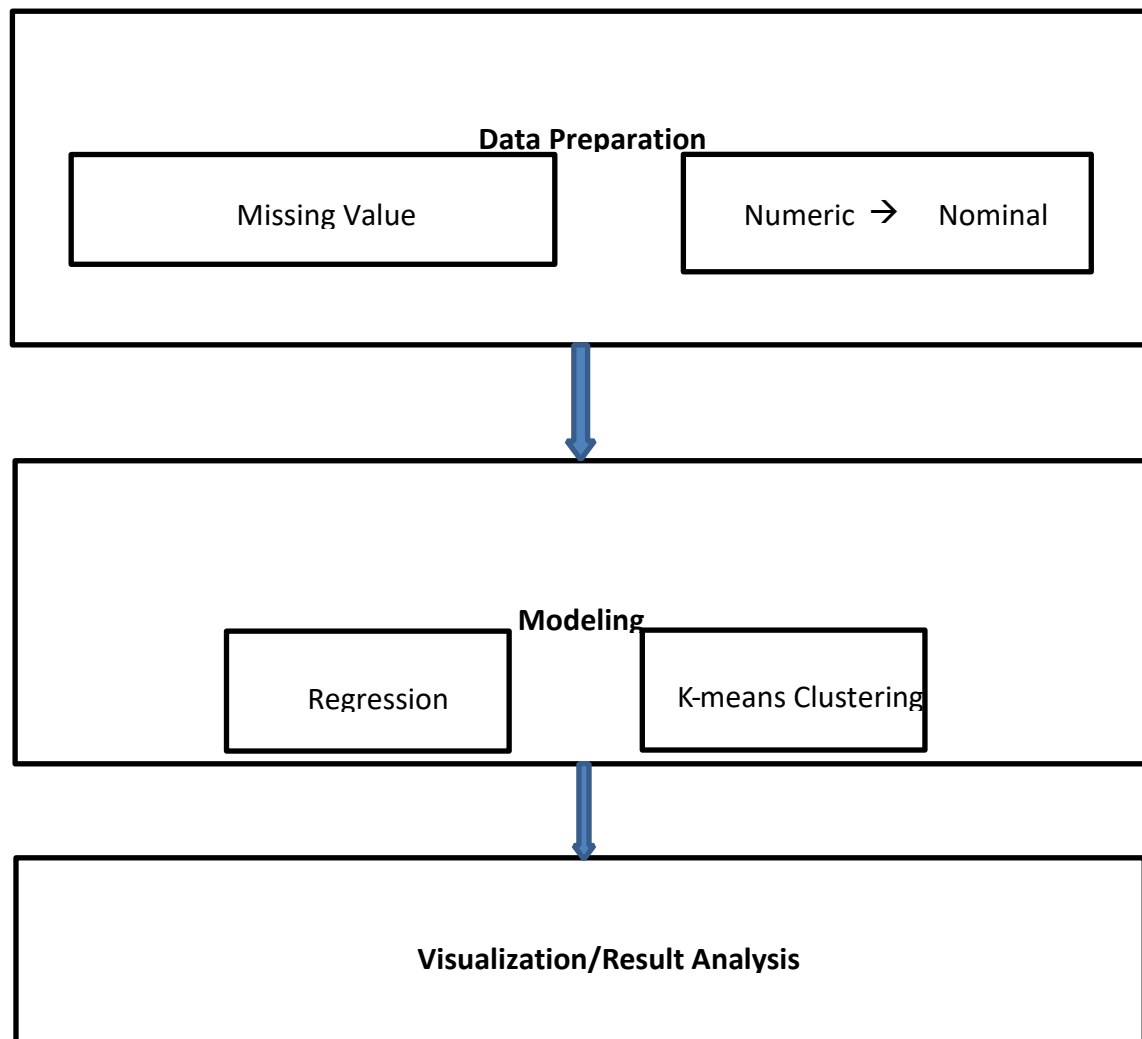 Data Preparation
Missing Value
Numeric → Nominal
Modeling
Regression
K-means Clustering
Visualization/Result Analysis